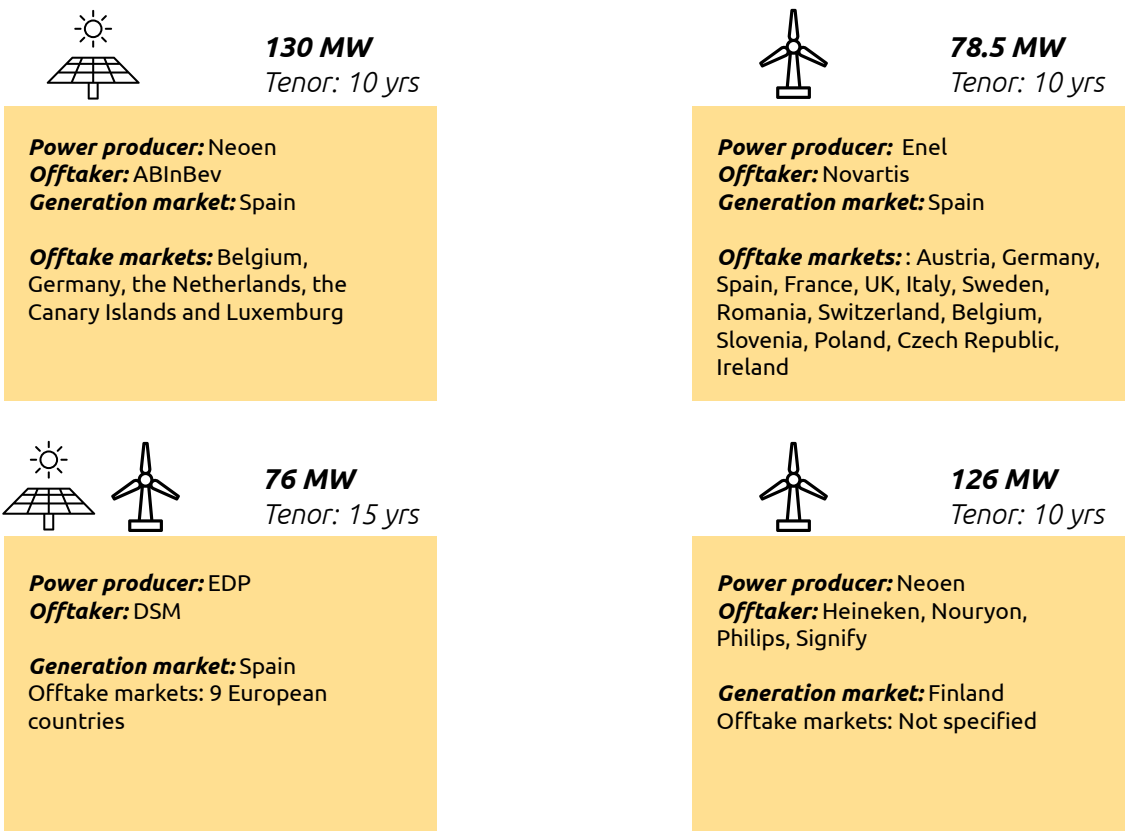 130 MW
Tenor: 10 yrs
Power producer: Neoen
Offtaker: ABInBev
Generation market: Spain
Offtake markets: Belgium,
Germany, the Netherlands, the
Canary Islands and Luxemburg
78.5 MW
Tenor: 10 yrs
Power producer: Enel
Offtaker: Novartis
Generation market: Spain
Offtake markets: : Austria, Germany,
Spain, France, UK, Italy, Sweden,
Romania, Switzerland, Belgium,
Slovenia, Poland, Czech Republic,
Ireland
76 MW
Tenor: 15 yrs
Power producer: EDP
Offtaker: DSM
Generation market: Spain
Offtake markets: 9 European
countries
126 MW
Tenor: 10 yrs
Power producer: Neoen
Offtaker: Heineken, Nouryon,
Philips, Signify
Generation market: Finland
Offtake markets: Not specified